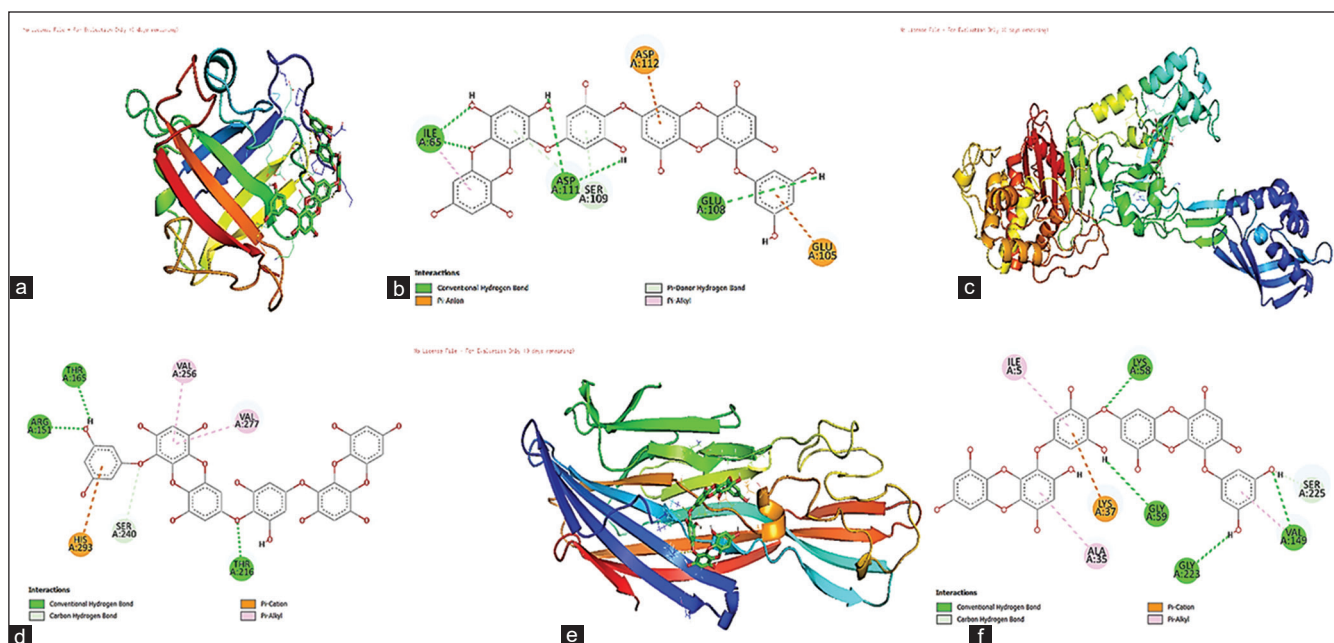 a
ASP
A:112
H
H
ILE
A:65
H
ASP
A:111
SER
A:109
GLU
A:108
H
H
GLU
A:105
Interactions
Conventional Hydrogen Bond
Pi-Anion
Pi-Donor Hydrogen Bond
Pi-Alkyl
b
c
THR
A:165
VAL
A:256
H
ARG
A:151
VAL
A:277
HIS
A:293
SER
A:240
H
THR
A:216
Interactions
Conventional Hydrogen Bond
Carbon Hydrogen Bond
Pi-Cation
Pi-Alkyl
d
e
ILE
A:5
LYS
A:58
H
H
H
SER
A:225
LYS
A:37
GLY
A:59
VAL
A:149
ALA
A:35
H
GLY
A:223
Interactions
Conventional Hydrogen Bond
Carbon Hydrogen Bond
Pi-Cation
Pi-Alkyl
f